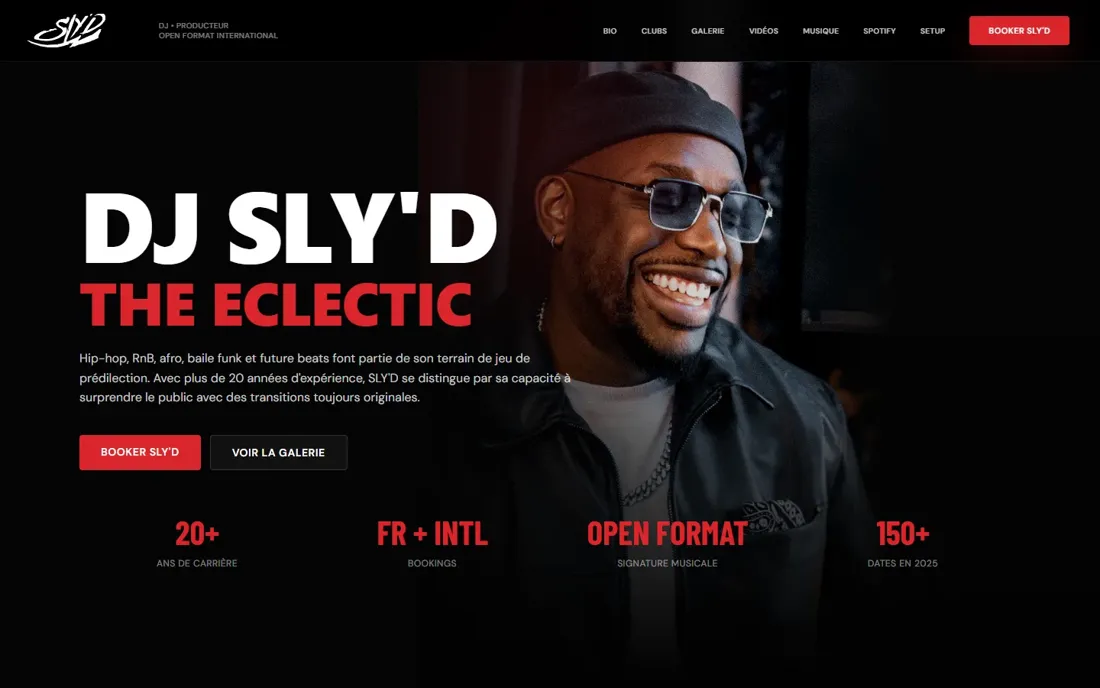 SLY'D
DJ • PRODUCTEUR
OPEN FORMAT INTERNATIONAL
BIO CLUBS GALERIE VIDÉOS MUSIQUE SPOTIFY SETUP BOOKER SLY'D
DJ SLY'D
THE ECLECTIC
Hip-hop, RnB, afro, baile funk et future beats font partie de son terrain de jeu de
prédilection. Avec plus de 20 années d'expérience, SLY'D se distingue par sa capacité à
surprendre le public avec des transitions toujours originales.
BOOKER SLY'D VOIR LA GALERIE
20+ FR + INTL OPEN FORMAT 150+
ANS DE CARRIÈRE BOOKINGS SIGNATURE MUSICALE DATES EN 2025